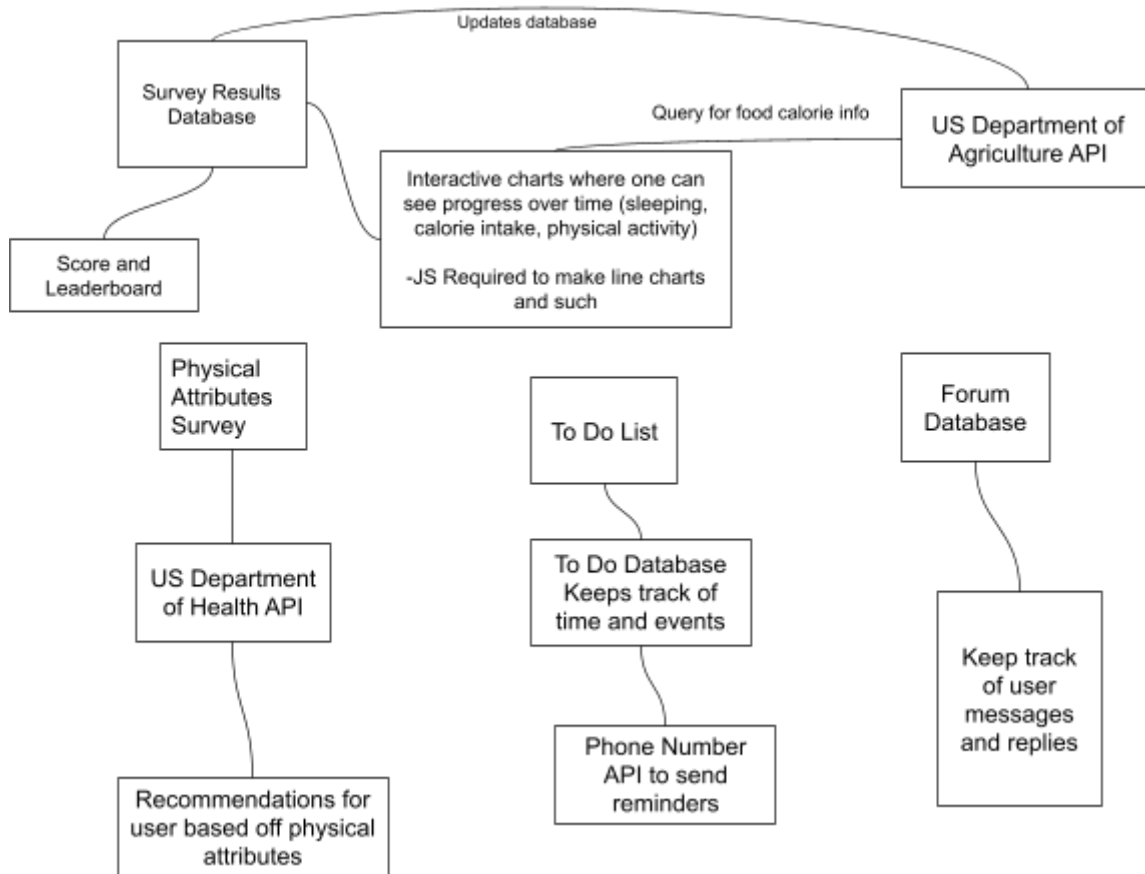 Updates database
Survey Results
Database
Query for food calorie info
US Department of
Agriculture API
Interactive charts where one can
see progress over time (sleeping,
calorie intake, physical activity)
-JS Required to make line charts
and such
Score and
Leaderboard
Physical
Attributes
Survey
To Do List
Forum
Database
US Department
of Health API
To Do Database
Keeps track of
time and events
Keep track
of user
messages
and replies
Phone Number
API to send
reminders
Recommendations for
user based off physical
attributes